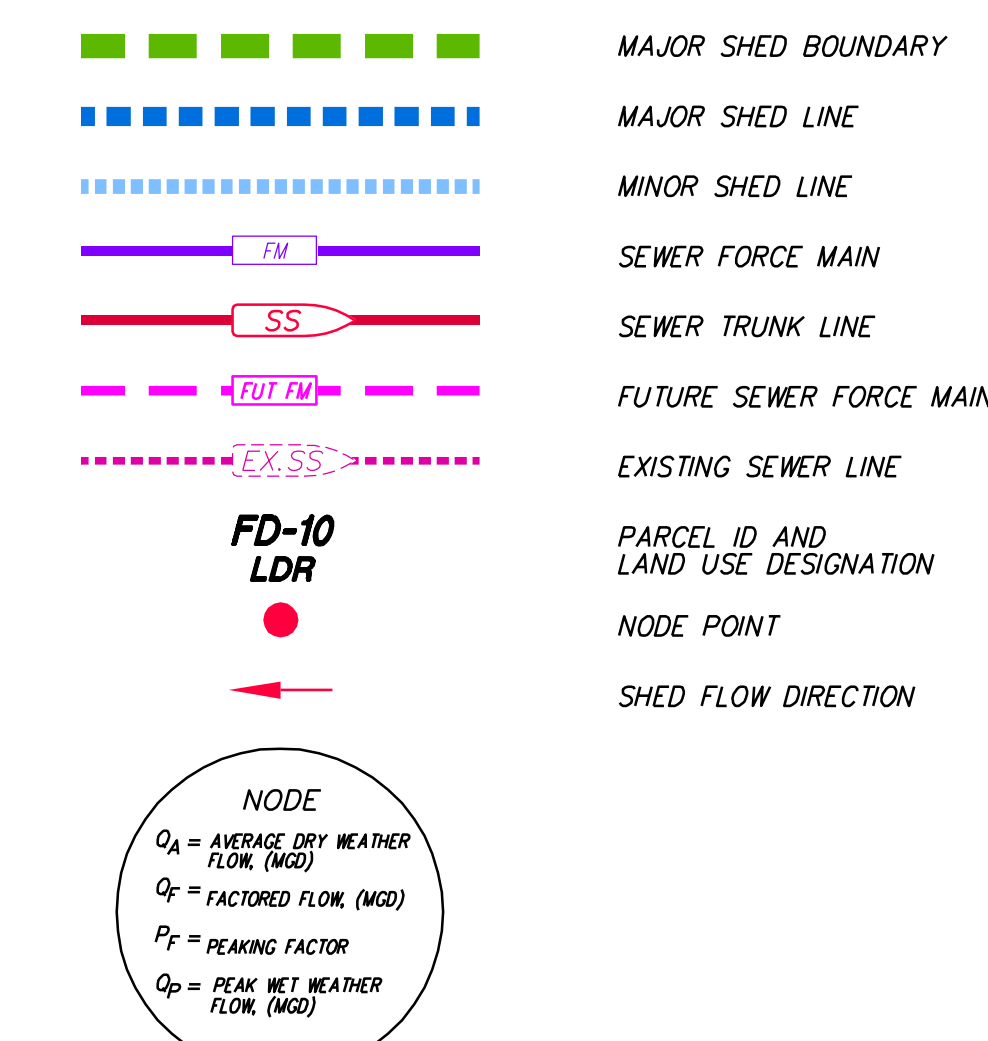 MAJOR SHED BOUNDARY
MAJOR SHED LINE
MINOR SHED LINE
FM SEWER FORCE MAIN
SS SEWER TRUNK LINE
FUT FM FUTURE SEWER FORCE MAIN
EX.SS EXISTING SEWER LINE
FD-10 PARCEL ID AND
LDR LAND USE DESIGNATION
NODE POINT
SHED FLOW DIRECTION
NODE
QA = AVERAGE DRY WEATHER
FLOW, (MGD)
QF = FACTORED FLOW, (MGD)
PF = PEAKING FACTOR
QP = PEAK WET WEATHER
FLOW, (MGD)